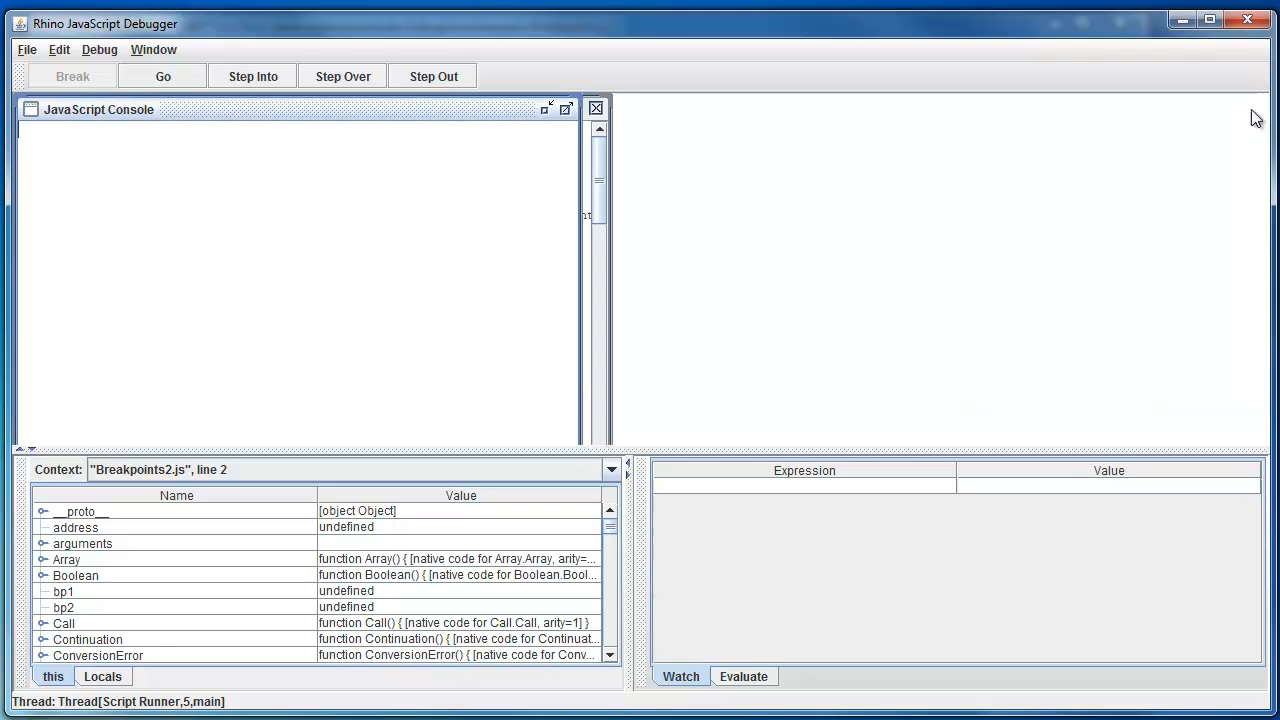 Rhino JavaScript Debugger
File Edit Debug Window
Break Go Step Into Step Over Step Out
JavaScript Console
Context: "Breakpoints2.js", line 2
Name Value
__proto__ [object Object]
address undefined
arguments
Array function Array() { [native code for Array.Array, arity=...
Boolean function Boolean() { [native code for Boolean.Bool...
bp1 undefined
bp2 undefined
Call function Call() { [native code for Call.Call, arity=1] }
Continuation function Continuation() { [native code for Continuat...
ConversionError function ConversionError() { [native code for Conv...
this Locals
Expression Value
Watch Evaluate
Thread: Thread[Script Runner,5,main]